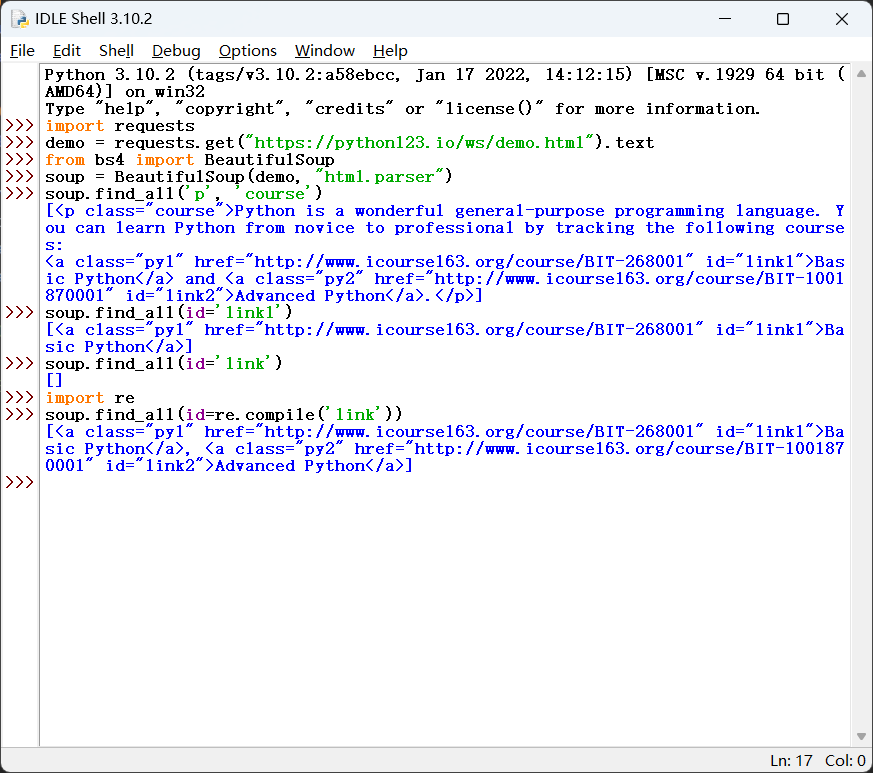 IDLE Shell 3.10.2
File Edit Shell Debug Options Window Help
Python 3.10.2 (tags/v3.10.2:a58ebcc, Jan 17 2022, 14:12:15) [MSC v.1929 64 bit (
AMD64)] on win32
Type "help", "copyright", "credits" or "license()" for more information.
>>> import requests
>>> demo = requests.get("https://python123.io/ws/demo.html").text
>>> from bs4 import BeautifulSoup
>>> soup = BeautifulSoup(demo, "html.parser")
>>> soup.find_all('p', 'course')
[<p class="course">Python is a wonderful general-purpose programming language. Y
ou can learn Python from novice to professional by tracking the following course
s:
<a class="py1" href="http://www.icourse163.org/course/BIT-268001" id="link1">Bas
ic Python</a> and <a class="py2" href="http://www.icourse163.org/course/BIT-1001
870001" id="link2">Advanced Python</a>.</p>]
>>> soup.find_all(id='link1')
[<a class="py1" href="http://www.icourse163.org/course/BIT-268001" id="link1">Ba
sic Python</a>]
>>> soup.find_all(id='link')
[]
>>> import re
>>> soup.find_all(id=re.compile('link'))
[<a class="py1" href="http://www.icourse163.org/course/BIT-268001" id="link1">Ba
sic Python</a>, <a class="py2" href="http://www.icourse163.org/course/BIT-100187
0001" id="link2">Advanced Python</a>]
>>>
Ln: 17 Col: 0